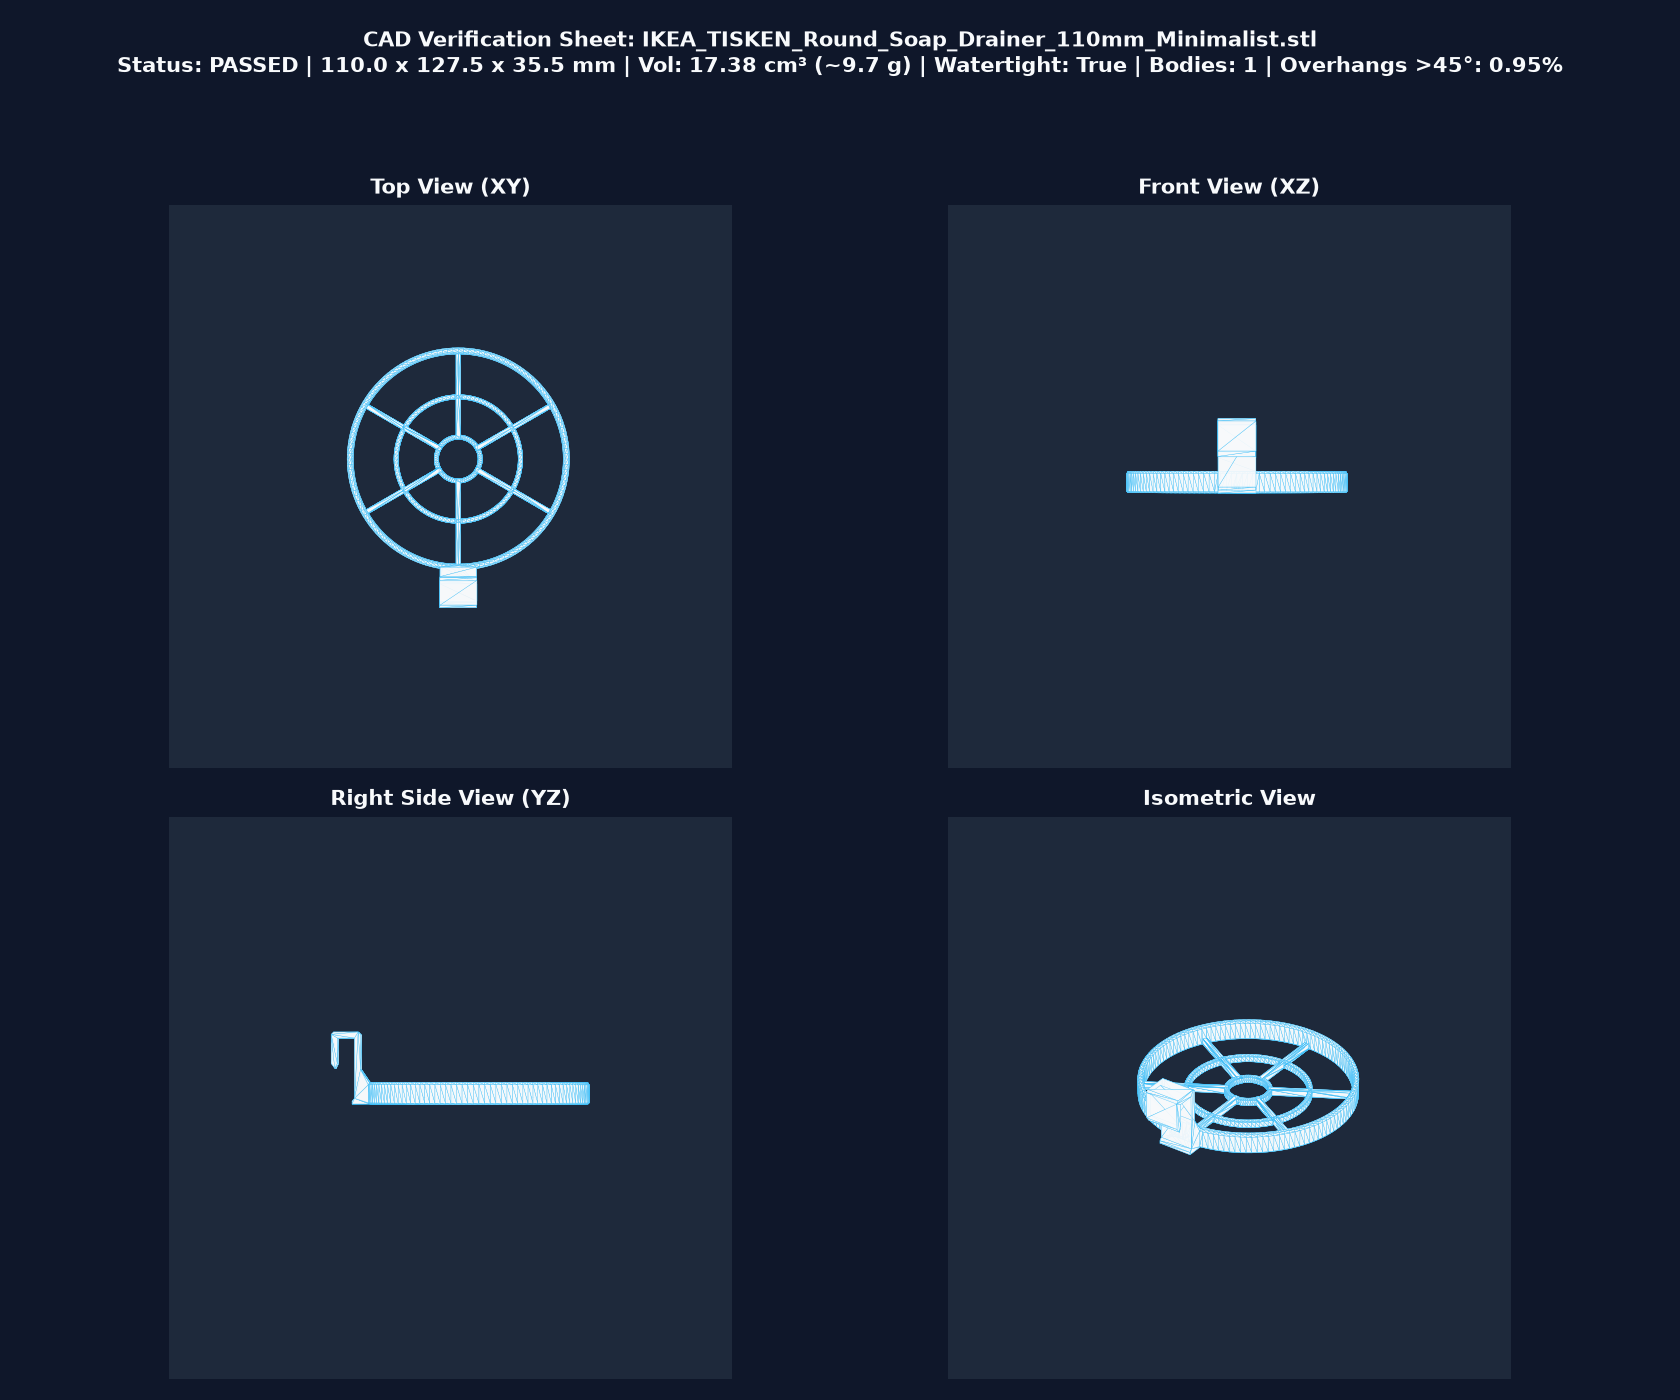 CAD Verification Sheet: IKEA_TISKEN_Round_Soap_Drainer_110mm_Minimalist.stl
Status: PASSED | 110.0 x 127.5 x 35.5 mm | Vol: 17.38 cm³ (~9.7 g) | Watertight: True | Bodies: 1 | Overhangs >45°: 0.95%
Top View (XY)
Front View (XZ)
Right Side View (YZ)
Isometric View